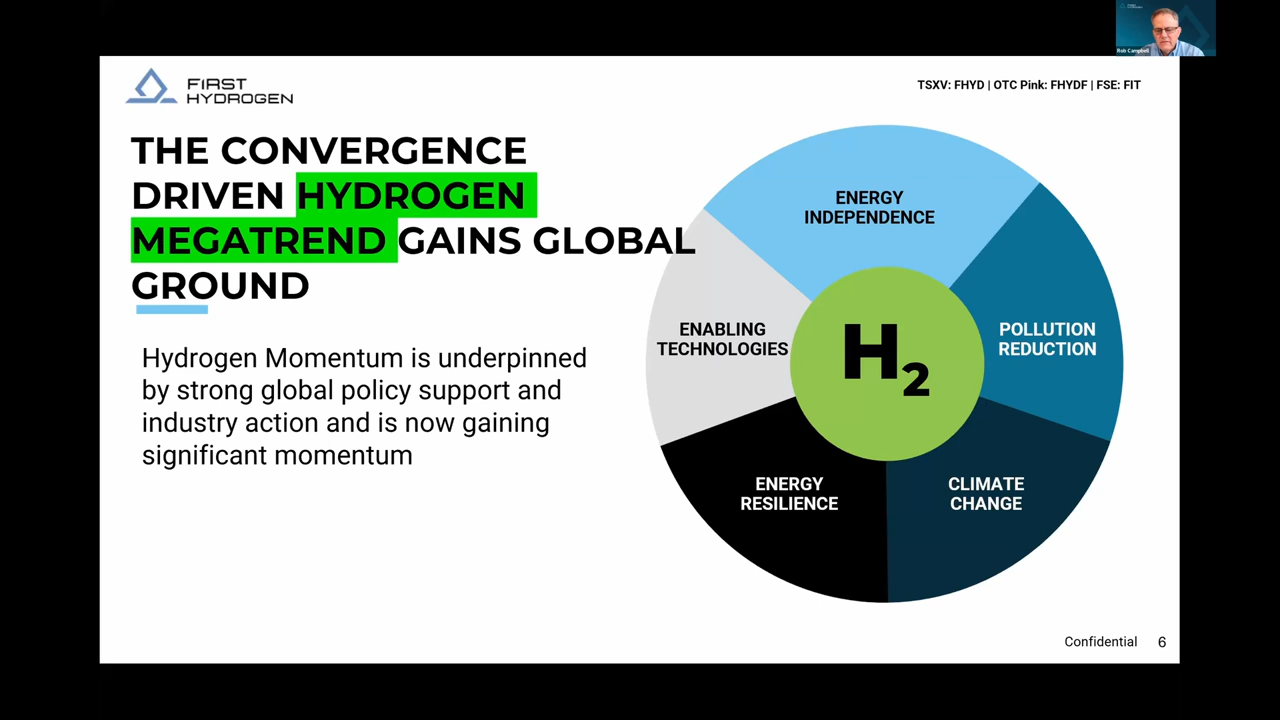 Rob Campbell
FIRST
HYDROGEN
TSXV: FHYD | OTC Pink: FHYDF | FSE: FIT
THE CONVERGENCE
DRIVEN HYDROGEN
MEGATREND GAINS GLOBAL
GROUND
Hydrogen Momentum is underpinned
by strong global policy support and
industry action and is now gaining
significant momentum
ENERGY
INDEPENDENCE
ENABLING
TECHNOLOGIES
H2
POLLUTION
REDUCTION
ENERGY
RESILIENCE
CLIMATE
CHANGE
Confidential 6